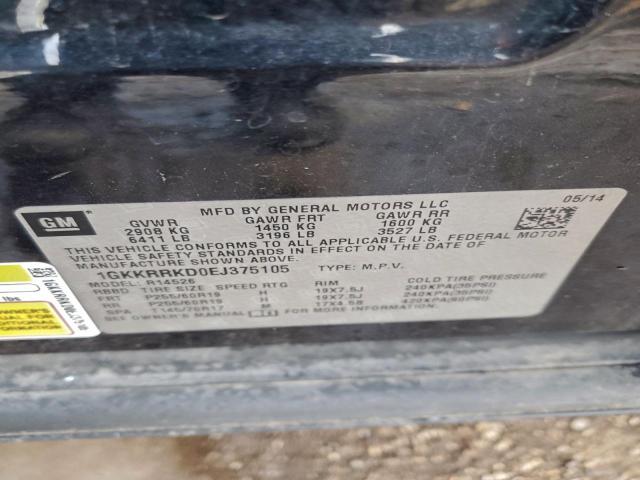 GM
MFD BY GENERAL MOTORS LLC
05/14
GVWR GAWR FRT GAWR RR
2908 KG 1450 KG 1600 KG
6411 LB 3196 LB 3527 LB
THIS VEHICLE CONFORMS TO ALL APPLICABLE U.S. FEDERAL MOTOR
VEHICLE SAFETY STANDARDS IN EFFECT ON THE DATE OF
MANUFACTURE SHOWN ABOVE.
1GKKRRKD0EJ375105 TYPE: M.P.V.
MODEL: R14526
TIRE SIZE SPEED RTG RIM COLD TIRE PRESSURE
FRT P255/60R19 H 19X7.5J 240KPA(35PSI)
RR P255/60R19 H 19X7.5J 240KPA(35PSI)
SPA T145/70R17 M 17X4.5B 420KPA(60PSI)
SEE OWNER'S MANUAL FOR MORE INFORMATION.
lbs
OWNER'S